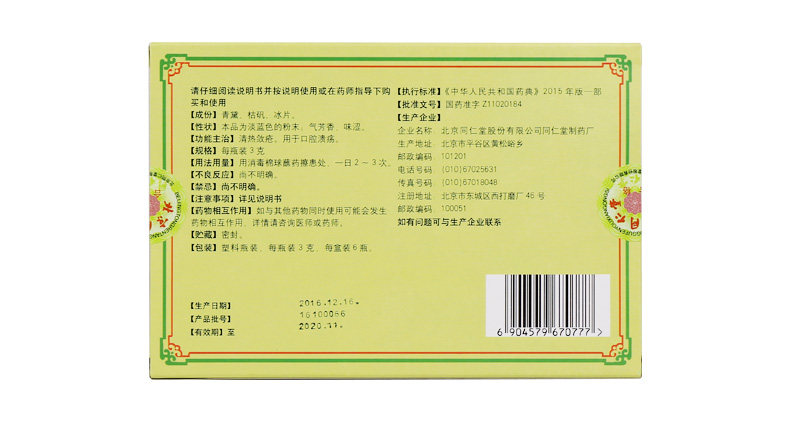 请仔细阅读说明书并按说明使用或在药师指导下购
买和使用
【成份】青黛、枯矾、冰片。
【性状】本品为淡蓝色的粉末；气芳香，味涩。
【功能主治】清热敛疮。用于口腔溃疡。
【规格】每瓶装3克
【用法用量】用消毒棉球蘸药擦患处，一日2～3次。
【不良反应】尚不明确。
【禁忌】尚不明确。
【注意事项】详见说明书
【药物相互作用】如与其他药物同时使用可能会发生
药物相互作用，详情请咨询医师或药师。
【贮藏】密封。
【包装】塑料瓶装，每瓶装3克，每盒装6瓶。
【生产日期】 2016.12.16.
【产品批号】 16100086
【有效期】至 2020.11.
【执行标准】《中华人民共和国药典》2015年版一部
【批准文号】国药准字Z11020184
【生产企业】
企业名称：北京同仁堂股份有限公司同仁堂制药厂
生产地址：北京市平谷区黄松峪乡
邮政编码：101201
电话号码：(010)67025631
传真号码：(010)67018048
注册地址：北京市东城区西打磨厂46号
邮政编码：100051
如有问题可与生产企业联系
6 904579 670777 >